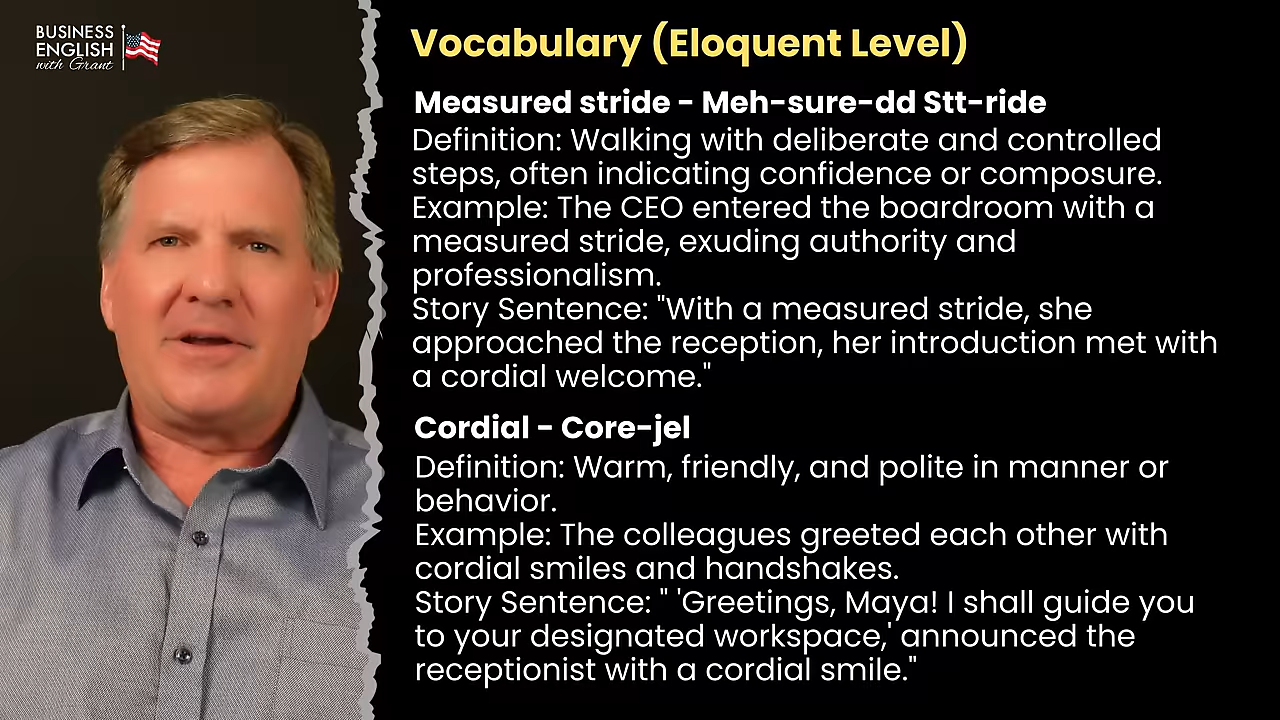 BUSINESS
ENGLISH
with Grant
Vocabulary (Eloquent Level)
Measured stride - Meh-sure-dd Stt-ride
Definition: Walking with deliberate and controlled
steps, often indicating confidence or composure.
Example: The CEO entered the boardroom with a
measured stride, exuding authority and
professionalism.
Story Sentence: "With a measured stride, she
approached the reception, her introduction met with
a cordial welcome."
Cordial - Core-jel
Definition: Warm, friendly, and polite in manner or
behavior.
Example: The colleagues greeted each other with
cordial smiles and handshakes.
Story Sentence: " 'Greetings, Maya! I shall guide you
to your designated workspace,' announced the
receptionist with a cordial smile."